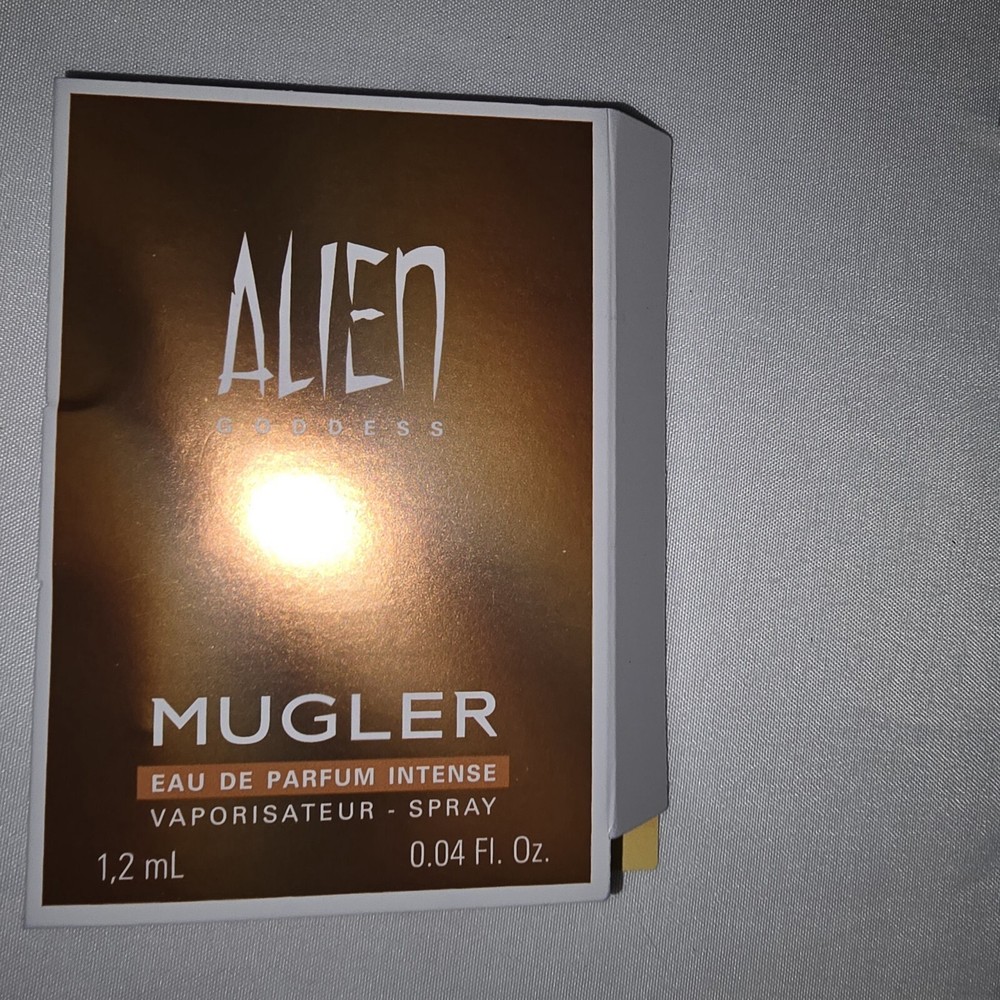 ALIEN
GODDESS
MUGLER
EAU DE PARFUM INTENSE
VAPORISATEUR - SPRAY
1,2 mL 0.04 Fl. Oz.